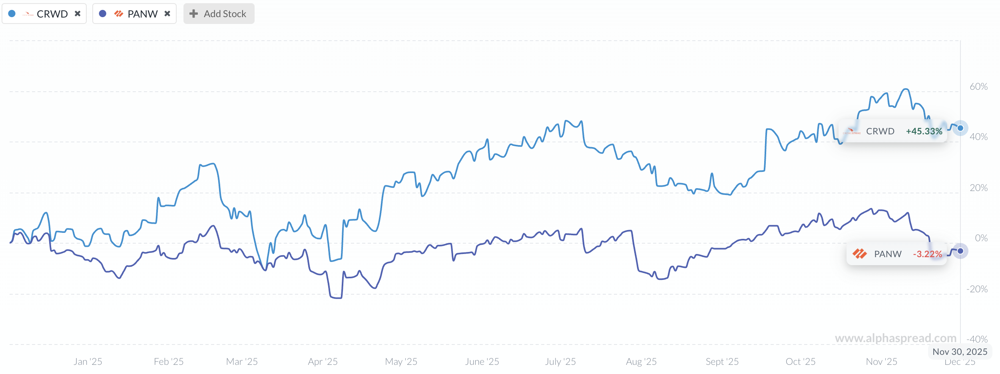 CRWD
PANW
Add Stock
60%
CROWDSTRIKE CRWD +45.33%
40%
20%
0%
PANW -3.22%
-20%
www.alphaspread.com
-40%
Nov 30, 2025
Jan '25 Feb '25 Mar '25 Apr '25 May '25 June '25 July '25 Aug '25 Sept '25 Oct '25 Nov '25 Dec '25